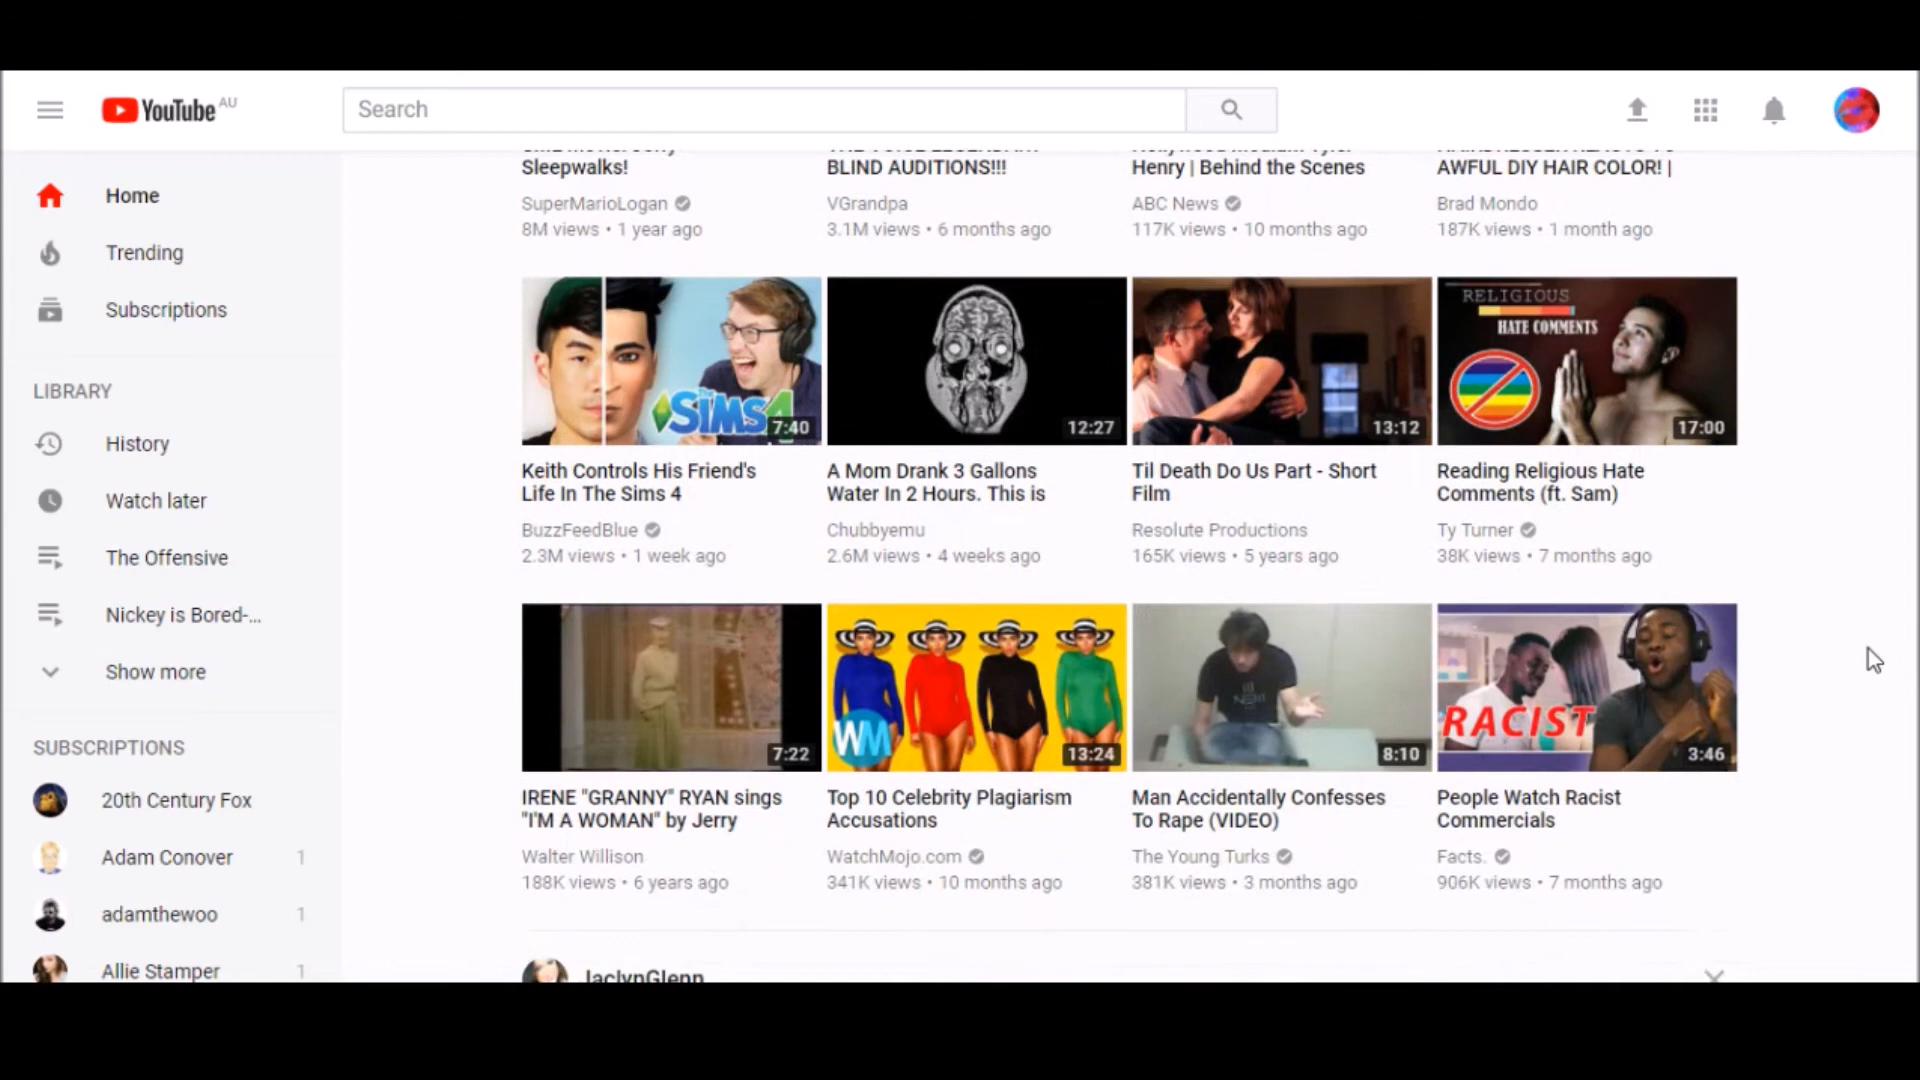 YouTube AU
Search
Home
Trending
Subscriptions
LIBRARY
History
Watch later
The Offensive
Nickey is Bored-...
Show more
SUBSCRIPTIONS
20th Century Fox
Adam Conover 1
adamthewoo 1
Allie Stamper 1
Sleepwalks!
SuperMarioLogan
8M views • 1 year ago
BLIND AUDITIONS!!!
VGrandpa
3.1M views • 6 months ago
Henry | Behind the Scenes
ABC News
117K views • 10 months ago
AWFUL DIY HAIR COLOR! |
Brad Mondo
187K views • 1 month ago
SIMS 4
7:40
Keith Controls His Friend's
Life In The Sims 4
BuzzFeedBlue
2.3M views • 1 week ago
12:27
A Mom Drank 3 Gallons
Water In 2 Hours. This is
Chubbyemu
2.6M views • 4 weeks ago
13:12
Til Death Do Us Part - Short
Film
Resolute Productions
165K views • 5 years ago
RELIGIOUS
HATE COMMENTS
17:00
Reading Religious Hate
Comments (ft. Sam)
Ty Turner
38K views • 7 months ago
7:22
IRENE "GRANNY" RYAN sings
"I'M A WOMAN" by Jerry
Walter Willison
188K views • 6 years ago
WM
13:24
Top 10 Celebrity Plagiarism
Accusations
WatchMojo.com
341K views • 10 months ago
8:10
Man Accidentally Confesses
To Rape (VIDEO)
The Young Turks
381K views • 3 months ago
RACIST
3:46
People Watch Racist
Commercials
Facts.
906K views • 7 months ago
JaclynGlenn